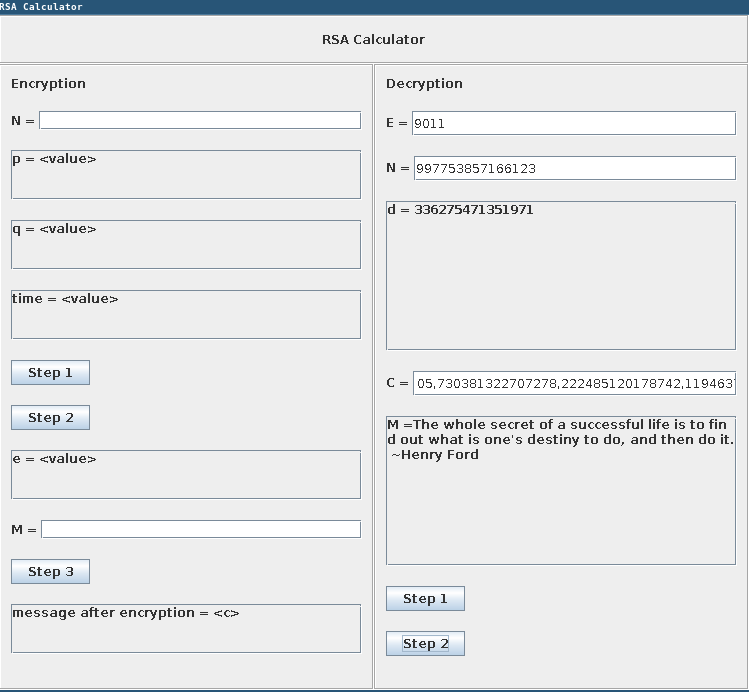 RSA Calculator
RSA Calculator
Encryption
N =
p = <value>
q = <value>
time = <value>
Step 1
Step 2
e = <value>
M =
Step 3
message after encryption = <c>
Decryption
E = 9011
N = 997753857166123
d = 336275471351971
C = 05,730381322707278,222485120178742,119463
M =The whole secret of a successful life is to fin
d out what is one's destiny to do, and then do it.
~Henry Ford
Step 1
Step 2